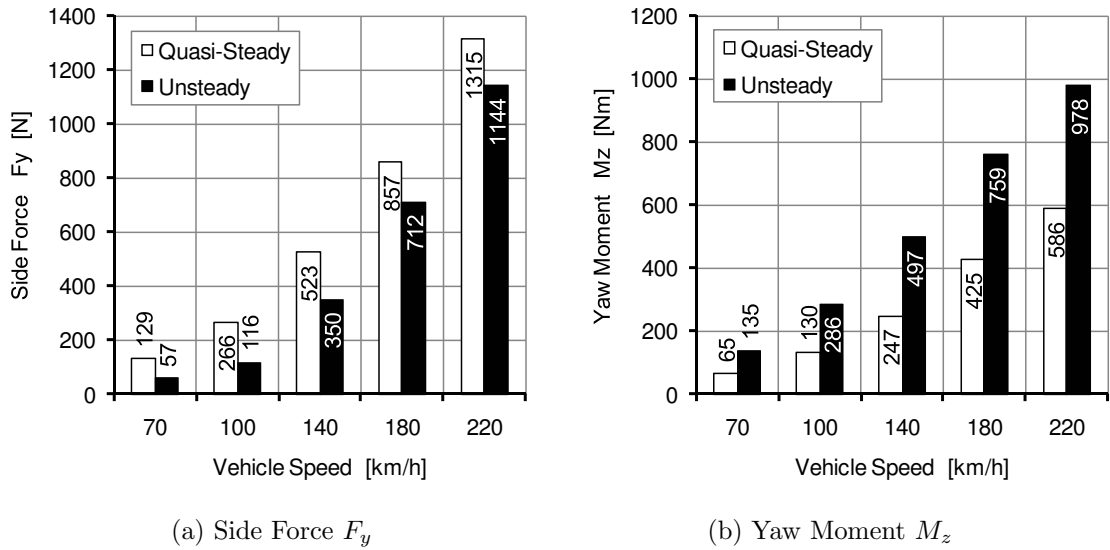 1400
1200
1000
800
600
400
200
0
Side Force Fy [N]
Quasi-Steady
Unsteady
129
57
266
116
523
350
857
712
1315
1144
70 100 140 180 220
Vehicle Speed [km/h]
(a) Side Force Fy
1200
1000
800
600
400
200
0
Yaw Moment Mz [Nm]
Quasi-Steady
Unsteady
65
135
130
286
247
497
425
759
586
978
70 100 140 180 220
Vehicle Speed [km/h]
(b) Yaw Moment Mz